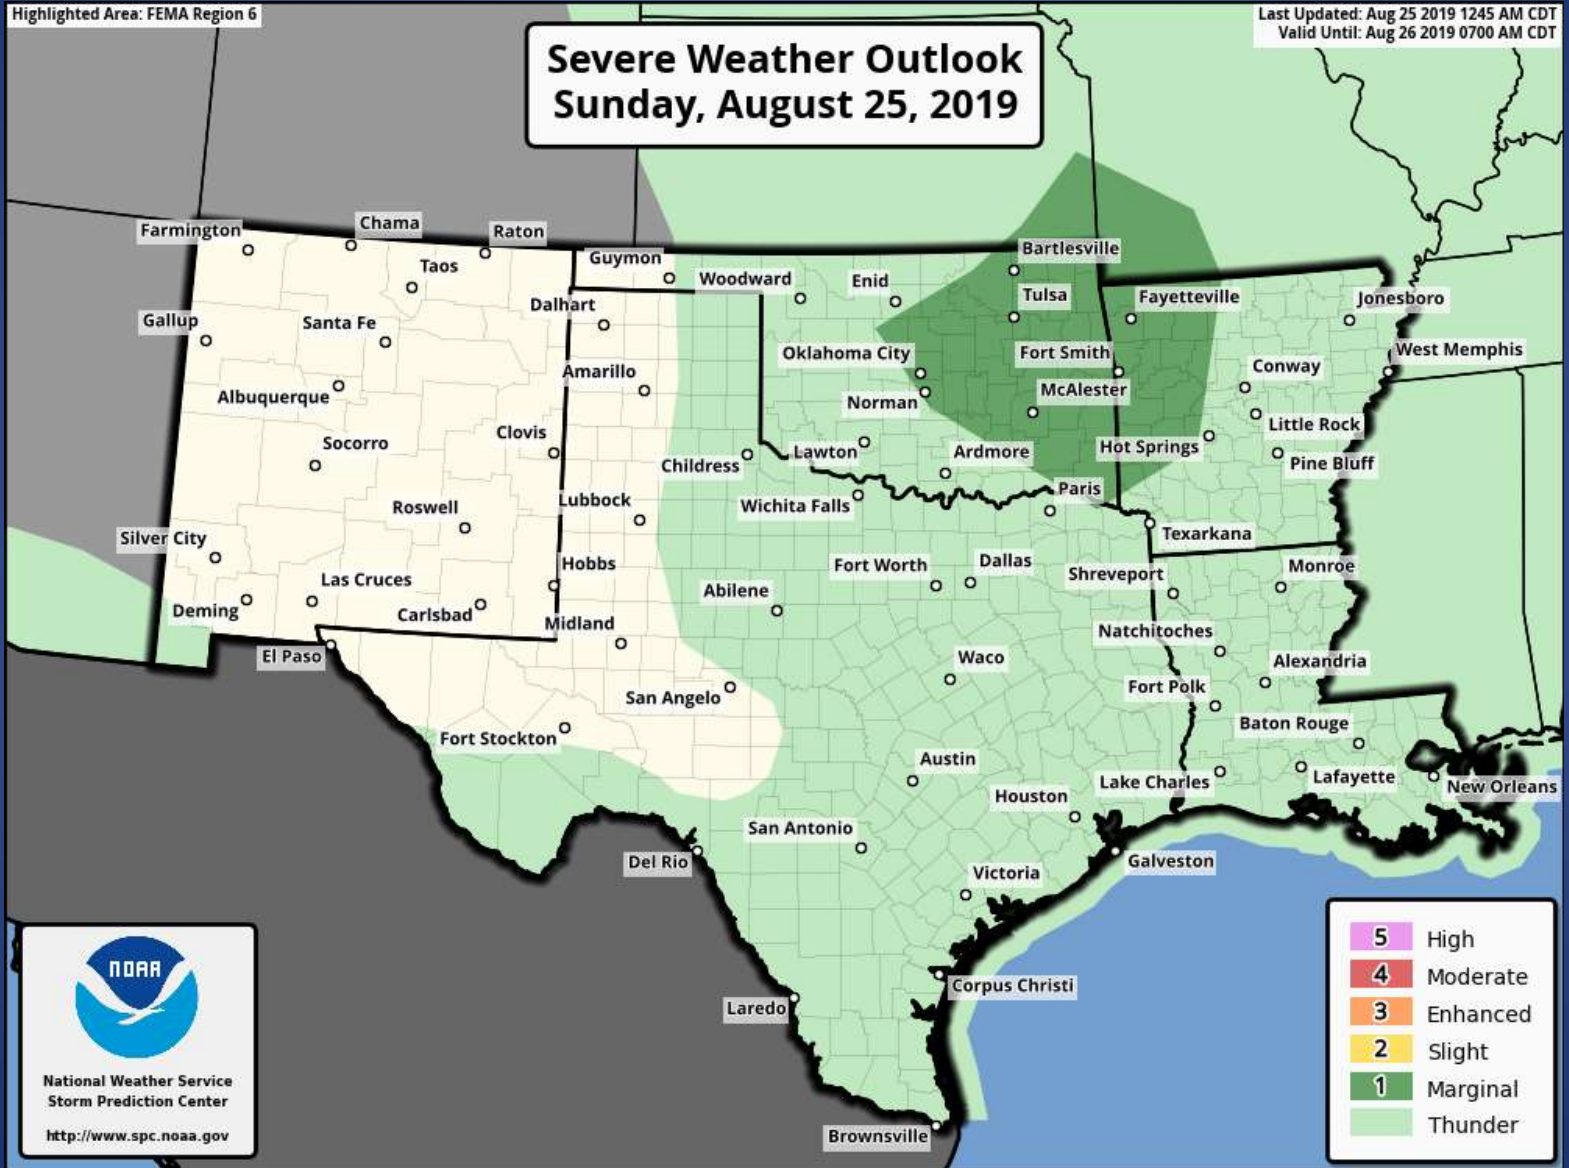 Highlighted Area: FEMA Region 6
Last Updated: Aug 25 2019 1245 AM CDT
Valid Until: Aug 26 2019 0700 AM CDT
Severe Weather Outlook
Sunday, August 25, 2019
Farmington
Chama
Raton
Taos
Guymon
Woodward
Enid
Bartlesville
Tulsa
Fayetteville
Jonesboro
Gallup
Santa Fe
Dalhart
Oklahoma City
Fort Smith
West Memphis
Albuquerque
Amarillo
Norman
McAlester
Conway
Socorro
Clovis
Childress
Lawton
Ardmore
Hot Springs
Little Rock
Pine Bluff
Roswell
Lubbock
Wichita Falls
Paris
Texarkana
Silver City
Las Cruces
Hobbs
Fort Worth
Dallas
Shreveport
Monroe
Deming
Carlsbad
Midland
Abilene
Natchitoches
El Paso
Waco
Alexandria
San Angelo
Fort Polk
Baton Rouge
Fort Stockton
Austin
Lake Charles
Lafayette
New Orleans
Houston
San Antonio
Del Rio
Galveston
Victoria
Corpus Christi
Laredo
Brownsville
NOAA
National Weather Service
Storm Prediction Center
http://www.spc.noaa.gov
5 High
4 Moderate
3 Enhanced
2 Slight
1 Marginal
Thunder